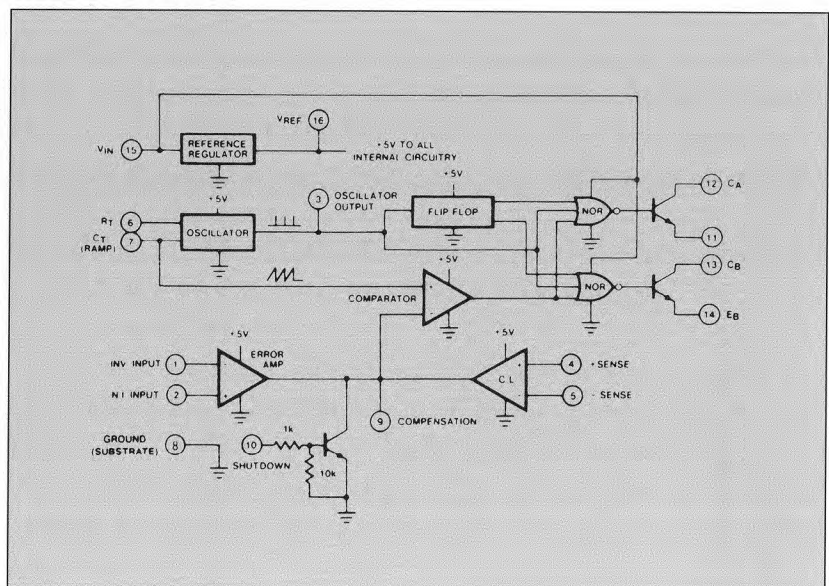 VREF
16
VIN 15
REFERENCE
REGULATOR
+5V TO ALL
INTERNAL CIRCUITRY
12 CA
+5V
3 OSCILLATOR
OUTPUT
+5V
RT
6
CT
7
(RAMP)
OSCILLATOR
FLIP FLOP
NOR
11
+5V
13 CB
COMPARATOR
+
-
NOR
14 EB
+5V
ERROR
AMP
+5V
INV INPUT 1
-
C.L
+
4 +SENSE
N.I INPUT 2
+
-
5 - SENSE
9 COMPENSATION
GROUND
(SUBSTRATE)
8
1k
10
SHUTDOWN
10k